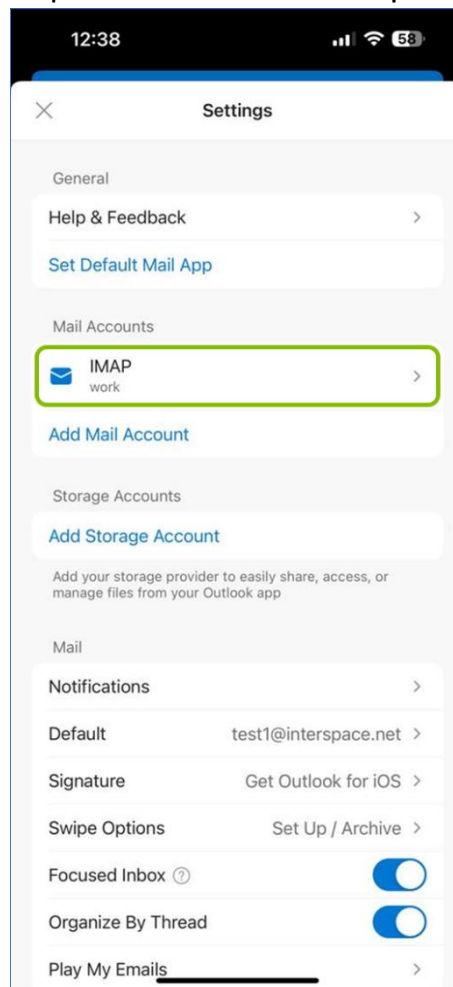 12:38
58
Settings
General
Help & Feedback
Set Default Mail App
Mail Accounts
IMAP
work
Add Mail Account
Storage Accounts
Add Storage Account
Add your storage provider to easily share, access, or
manage files from your Outlook app
Mail
Notifications
Default test1@interspace.net
Signature Get Outlook for iOS
Swipe Options Set Up / Archive
Focused Inbox ?
Organize By Thread
Play My Emails